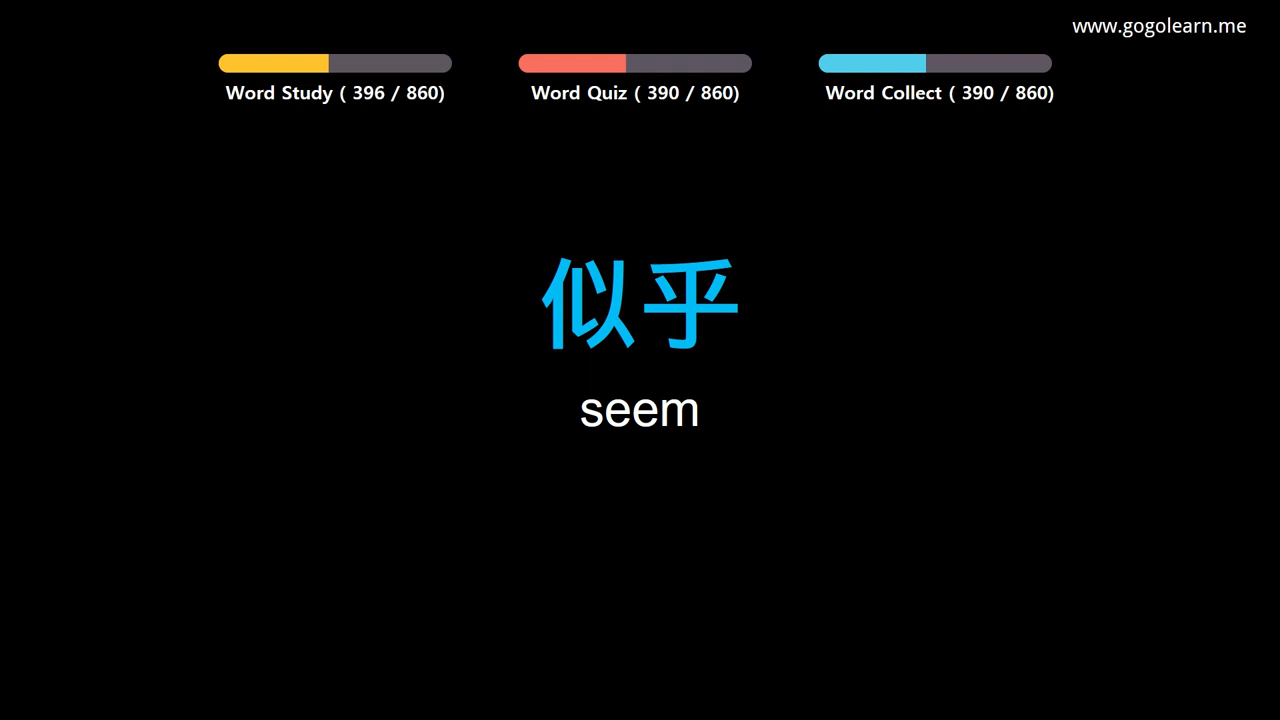 www.gogolearn.me
Word Study ( 396 / 860)
Word Quiz ( 390 / 860)
Word Collect ( 390 / 860)
似乎
seem